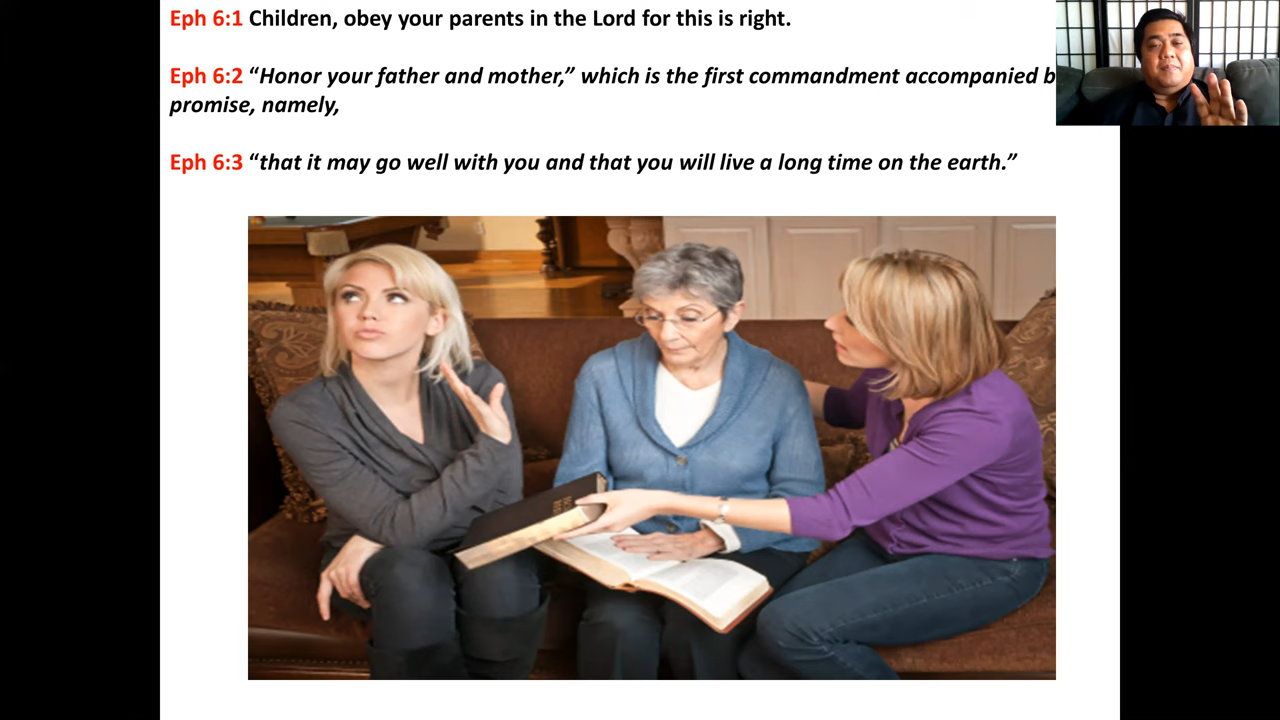 Eph 6:1 Children, obey your parents in the Lord for this is right.
Eph 6:2 “Honor your father and mother,” which is the first commandment accompanied b
promise, namely,
Eph 6:3 “that it may go well with you and that you will live a long time on the earth.”